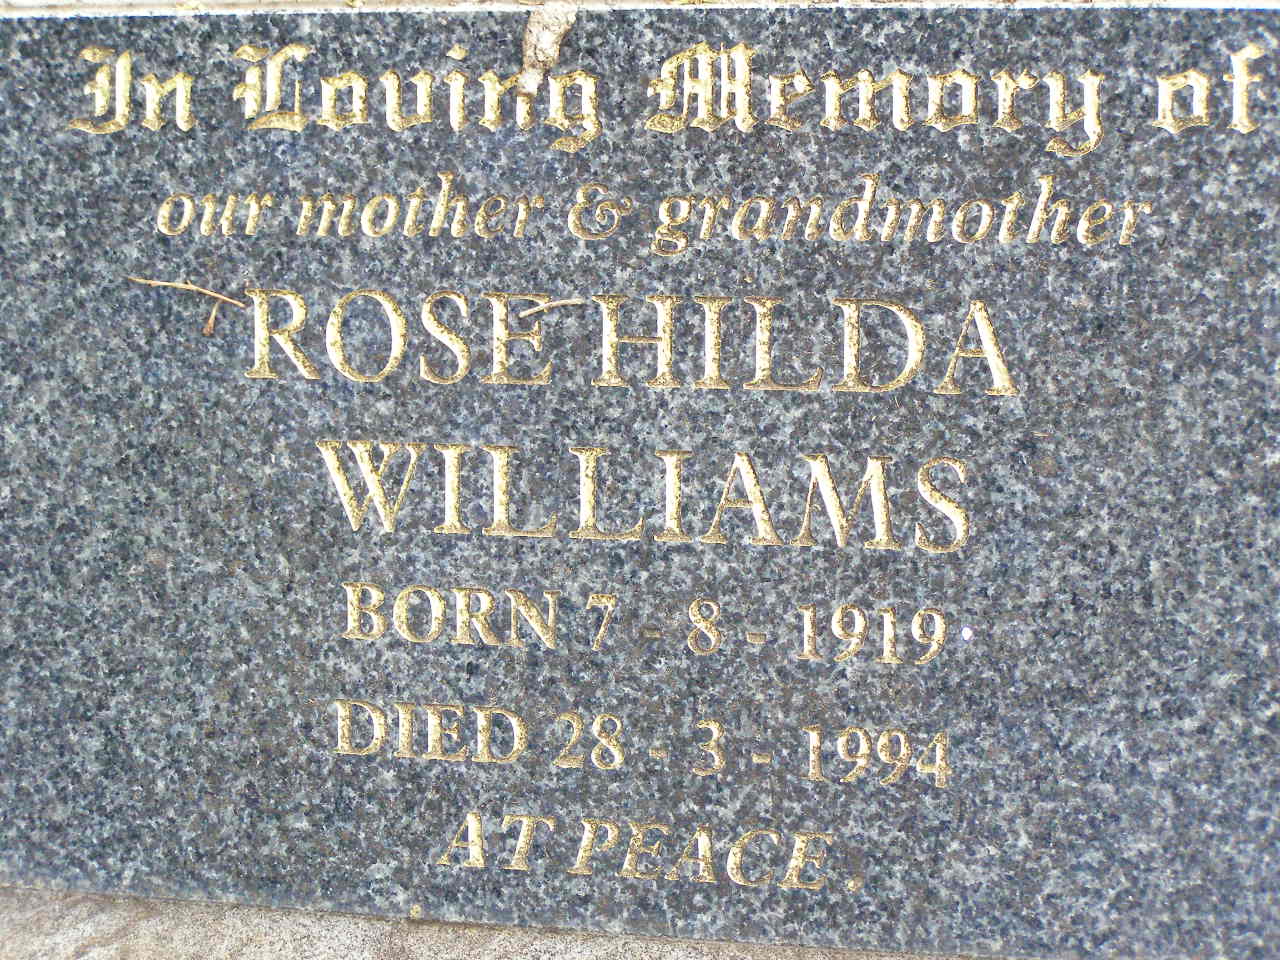 In Loving Memory of
our mother & grandmother
ROSE HILDA
WILLIAMS
BORN 7 - 8 - 1919
DIED 28 - 3 - 1994
AT PEACE.